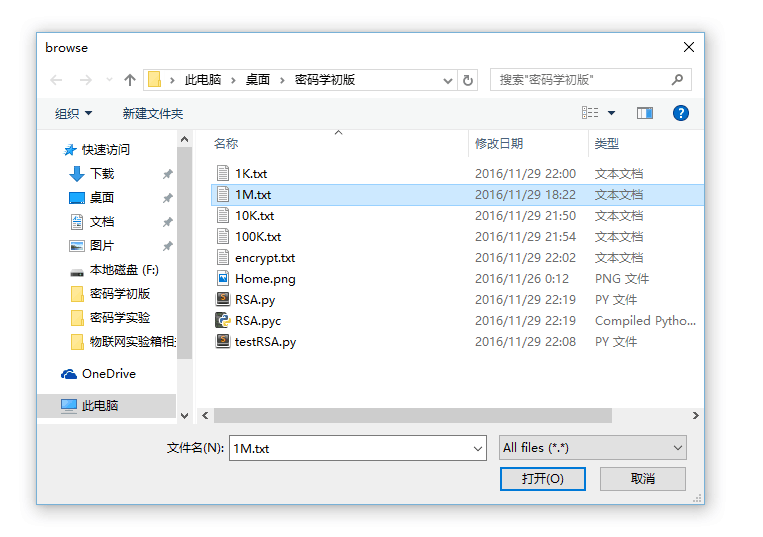 browse
此电脑 桌面 密码学初版
搜索"密码学初版"
组织 新建文件夹
?
快速访问
下载
桌面
文档
图片
本地磁盘 (F:)
密码学初版
密码学实验
物联网实验箱相
OneDrive
此电脑
名称 修改日期 类型
1K.txt 2016/11/29 22:00 文本文档
1M.txt 2016/11/29 18:22 文本文档
10K.txt 2016/11/29 21:50 文本文档
100K.txt 2016/11/29 21:54 文本文档
encrypt.txt 2016/11/29 22:02 文本文档
Home.png 2016/11/26 0:12 PNG 文件
RSA.py 2016/11/29 22:19 PY 文件
RSA.pyc 2016/11/29 22:19 Compiled Pytho...
testRSA.py 2016/11/29 22:08 PY 文件
文件名(N): 1M.txt All files (*.*)
打开(O) 取消